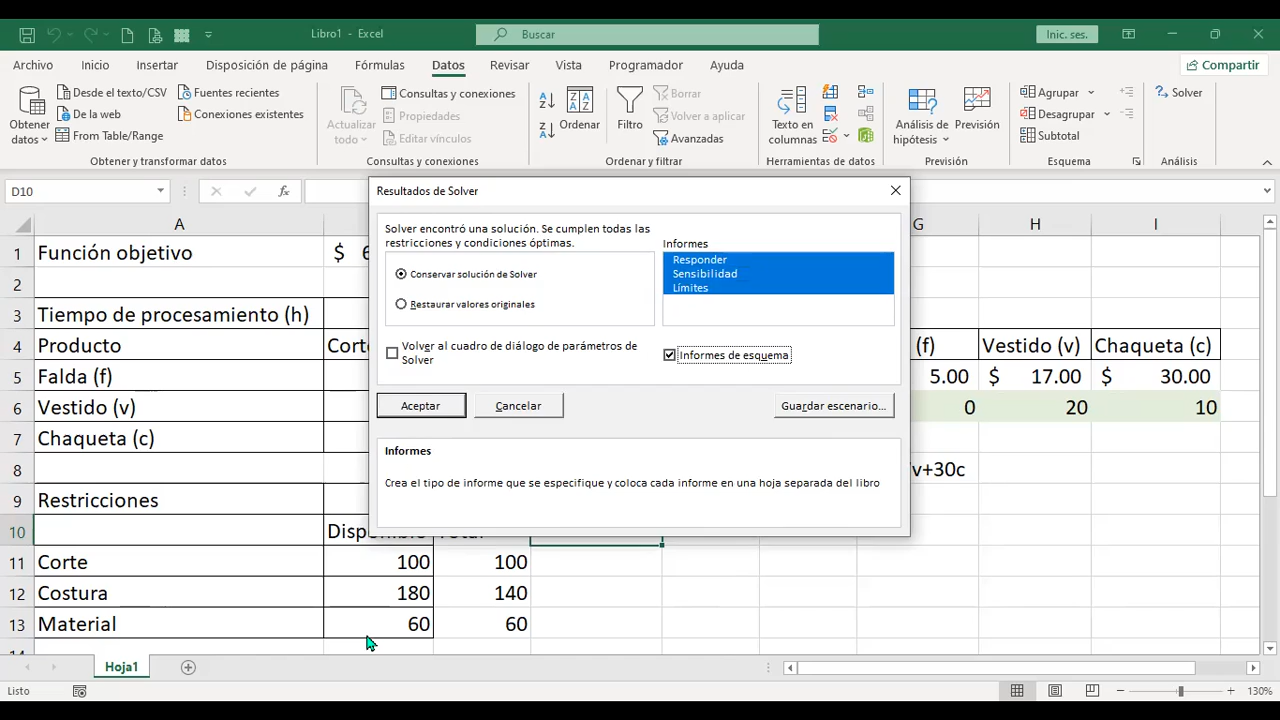 Libro1 - Excel
Buscar
Inic. ses.
Archivo Inicio Insertar Disposición de página Fórmulas Datos Revisar Vista Programador Ayuda
Compartir
Obtener datos
Desde el texto/CSV
De la web
From Table/Range
Fuentes recientes
Conexiones existentes
Obtener y transformar datos
Actualizar todo
Consultas y conexiones
Propiedades
Editar vínculos
Consultas y conexiones
Ordenar
Filtro
Borrar
Volver a aplicar
Avanzadas
Ordenar y filtrar
Texto en columnas
Herramientas de datos
Análisis de hipótesis
Previsión
Previsión
Agrupar
Desagrupar
Subtotal
Esquema
Solver
Análisis
D10
fx
A G H I
1 Función objetivo $ 6
2
3 Tiempo de procesamiento (h)
4 Producto Corte (f) Vestido (v) Chaqueta (c)
5 Falda (f) 5.00 $ 17.00 $ 30.00
6 Vestido (v) 0 20 10
7 Chaqueta (c)
8 v+30c
9 Restricciones
10 Disponible Total
11 Corte 100 100
12 Costura 180 140
13 Material 60 60
14
Resultados de Solver
Solver encontró una solución. Se cumplen todas las
restricciones y condiciones óptimas.
Conservar solución de Solver
Restaurar valores originales
Informes
Responder
Sensibilidad
Límites
Volver al cuadro de diálogo de parámetros de
Solver
Informes de esquema
Aceptar
Cancelar
Guardar escenario...
Informes
Crea el tipo de informe que se especifique y coloca cada informe en una hoja separada del libro
Hoja1
Listo
130%